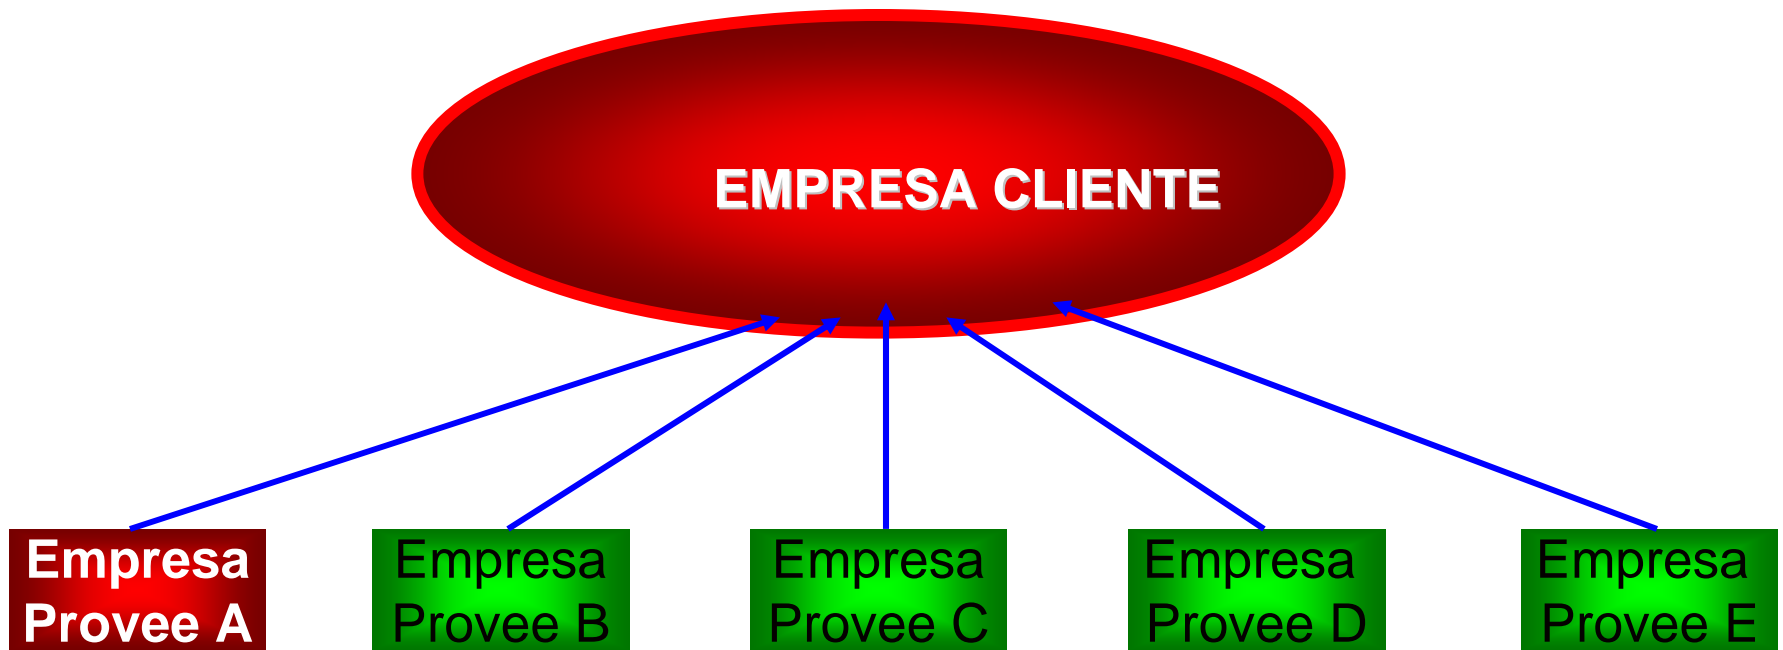 EMPRESA CLIENTE
Empresa
Provee A
Empresa
Provee B
Empresa
Provee C
Empresa
Provee D
Empresa
Provee E